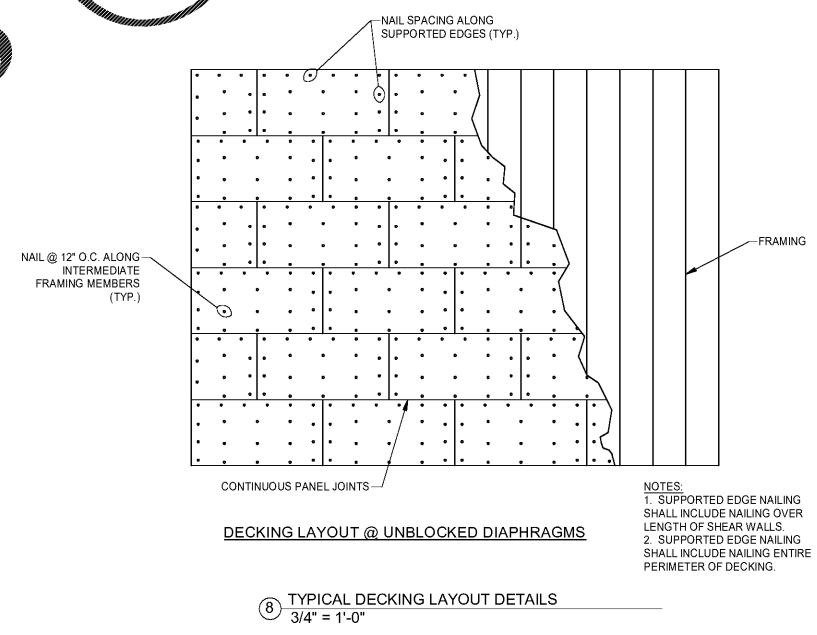 NAIL SPACING ALONG
SUPPORTED EDGES (TYP.)
NAIL @ 12" O.C. ALONG
INTERMEDIATE
FRAMING MEMBERS
(TYP.)
FRAMING
CONTINUOUS PANEL JOINTS
NOTES:
1. SUPPORTED EDGE NAILING
SHALL INCLUDE NAILING OVER
LENGTH OF SHEAR WALLS.
2. SUPPORTED EDGE NAILING
SHALL INCLUDE NAILING ENTIRE
PERIMETER OF DECKING.
DECKING LAYOUT @ UNBLOCKED DIAPHRAGMS
8 TYPICAL DECKING LAYOUT DETAILS
3/4" = 1'-0"